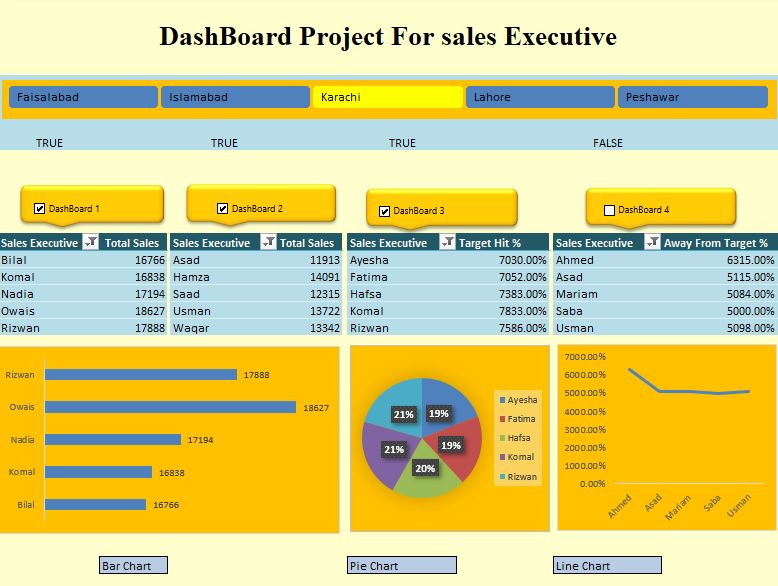 DashBoard Project For sales Executive
Faisalabad Islamabad Karachi Lahore Peshawar
TRUE TRUE TRUE FALSE
DashBoard 1 DashBoard 2 DashBoard 3 DashBoard 4
Sales Executive Total Sales Sales Executive Total Sales Sales Executive Target Hit % Sales Executive Away From Target %
Bilal 16766 Asad 11913 Ayesha 7030.00% Ahmed 6315.00%
Komal 16838 Hamza 14091 Fatima 7052.00% Asad 5115.00%
Nadia 17194 Saad 12315 Hafsa 7383.00% Mariam 5084.00%
Owais 18627 Usman 13722 Komal 7833.00% Saba 5000.00%
Rizwan 17888 Waqar 13342 Rizwan 7586.00% Usman 5098.00%
Rizwan 17888
Owais 18627
Nadia 17194
Komal 16838
Bilal 16766
21% 19%
21% 19%
20%
Ayesha
Fatima
Hafsa
Komal
Rizwan
7000.00%
6000.00%
5000.00%
4000.00%
3000.00%
2000.00%
1000.00%
0.00%
Ahmed Asad Mariam Saba Usman
Bar Chart Pie Chart Line Chart